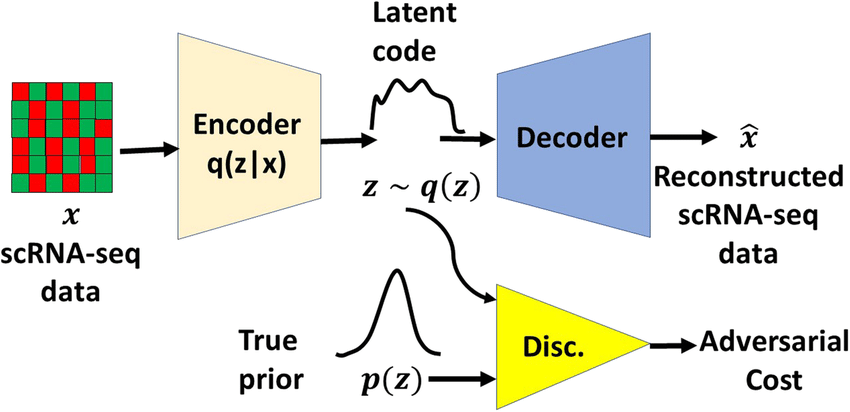 Latent
code
Encoder
q(z|x)
Decoder
x̂
Reconstructed
scRNA-seq
data
x
scRNA-seq
data
z ~ q(z)
True
prior
p(z)
Disc.
Adversarial
Cost